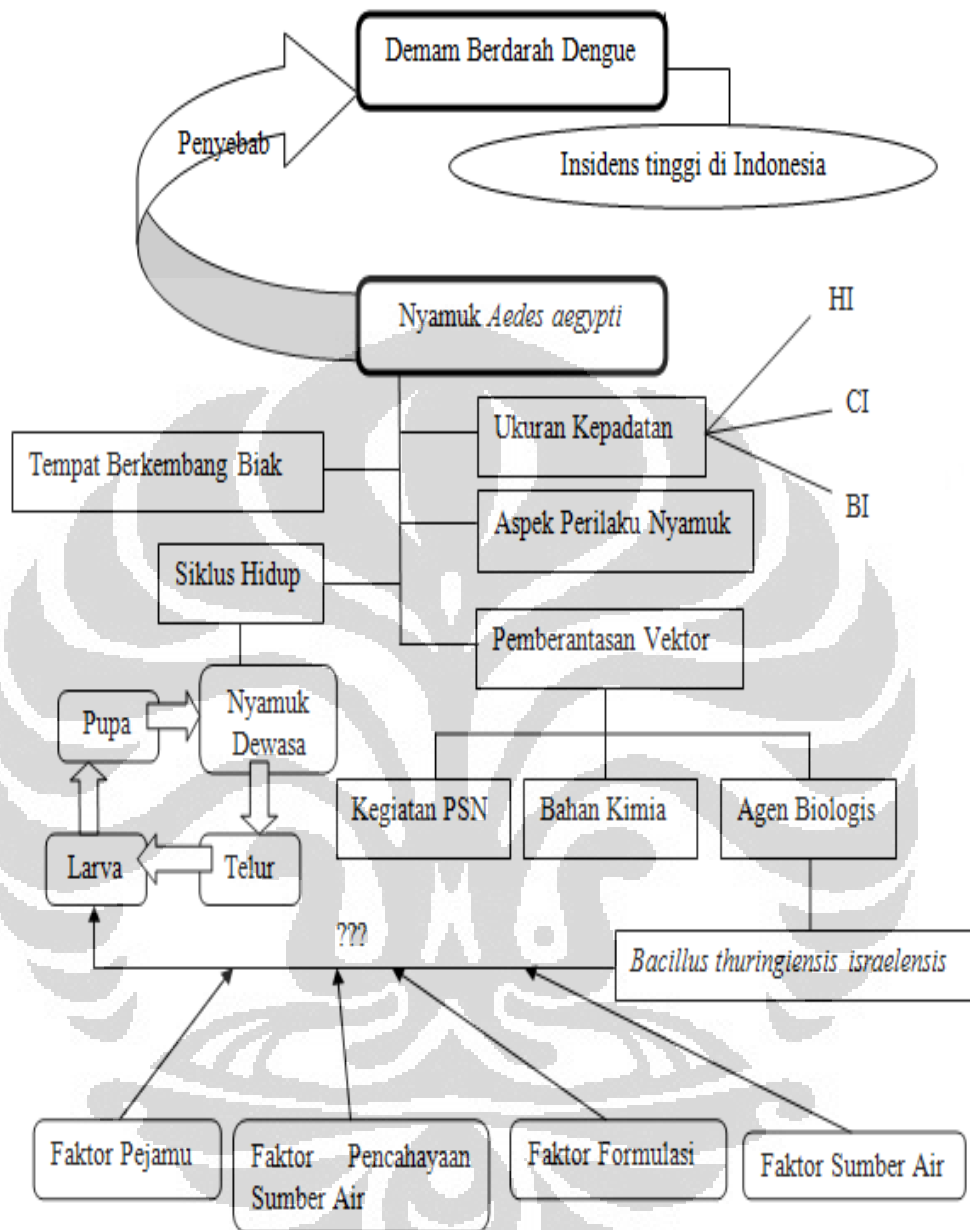 Demam Berdarah Dengue
Penyebab
Insidens tinggi di Indonesia
Nyamuk Aedes aegypti
HI
Ukuran Kepadatan
CI
Tempat Berkembang Biak
BI
Aspek Perilaku Nyamuk
Siklus Hidup
Pemberantasan Vektor
Pupa
Nyamuk
Dewasa
Kegiatan PSN
Bahan Kimia
Agen Biologis
Larva
Telur
???
Bacillus thuringiensis israelensis
Faktor Pejamu
Faktor Pencahayaan
Sumber Air
Faktor Formulasi
Faktor Sumber Air